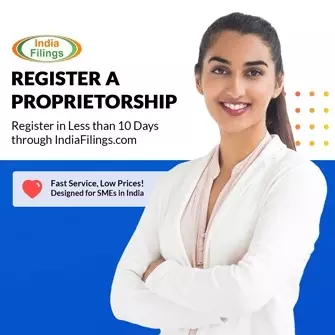 India
Filings
REGISTER A
PROPRIETORSHIP
Register in Less than 10 Days
through IndiaFilings.com
Fast Service, Low Prices!
Designed for SMEs in India